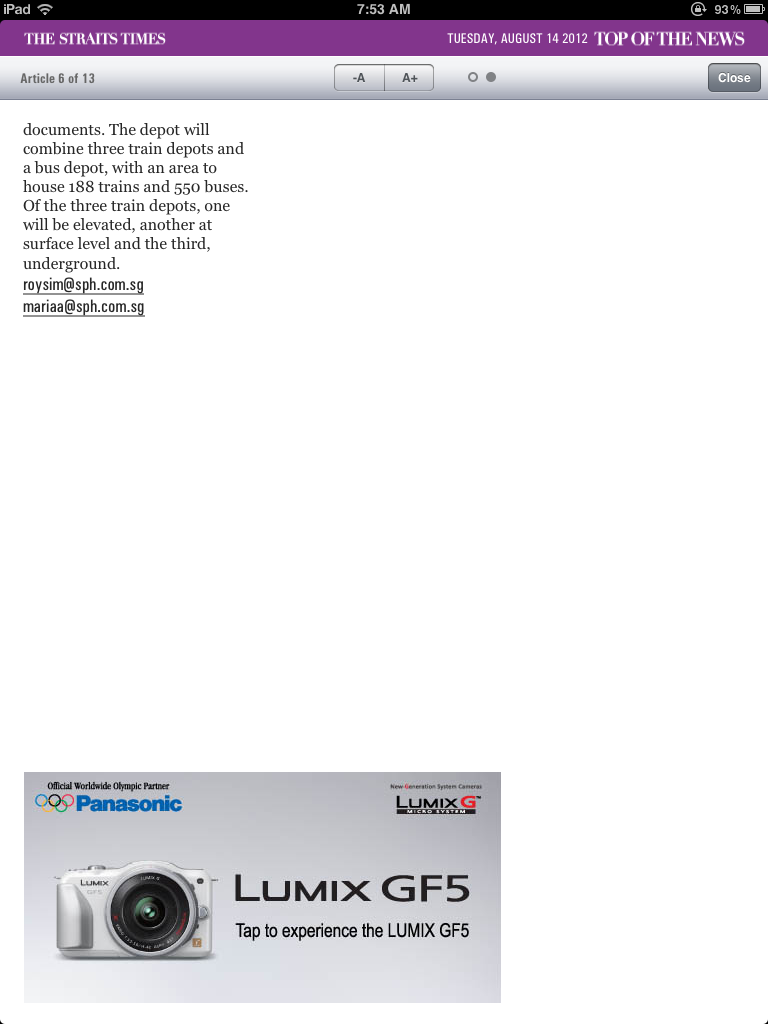 iPad 7:53 AM 93%
THE STRAITS TIMES TUESDAY, AUGUST 14 2012 TOP OF THE NEWS
Article 6 of 13 -A A+ Close
documents. The depot will
combine three train depots and
a bus depot, with an area to
house 188 trains and 550 buses.
Of the three train depots, one
will be elevated, another at
surface level and the third,
underground.
roysim@sph.com.sg
mariaa@sph.com.sg
Official Worldwide Olympic Partner
Panasonic
New-Generation System Cameras
LUMIX G™
MICRO SYSTEM
LUMIX
GF5
LUMIX G
LUMIX GF5
Tap to experience the LUMIX GF5